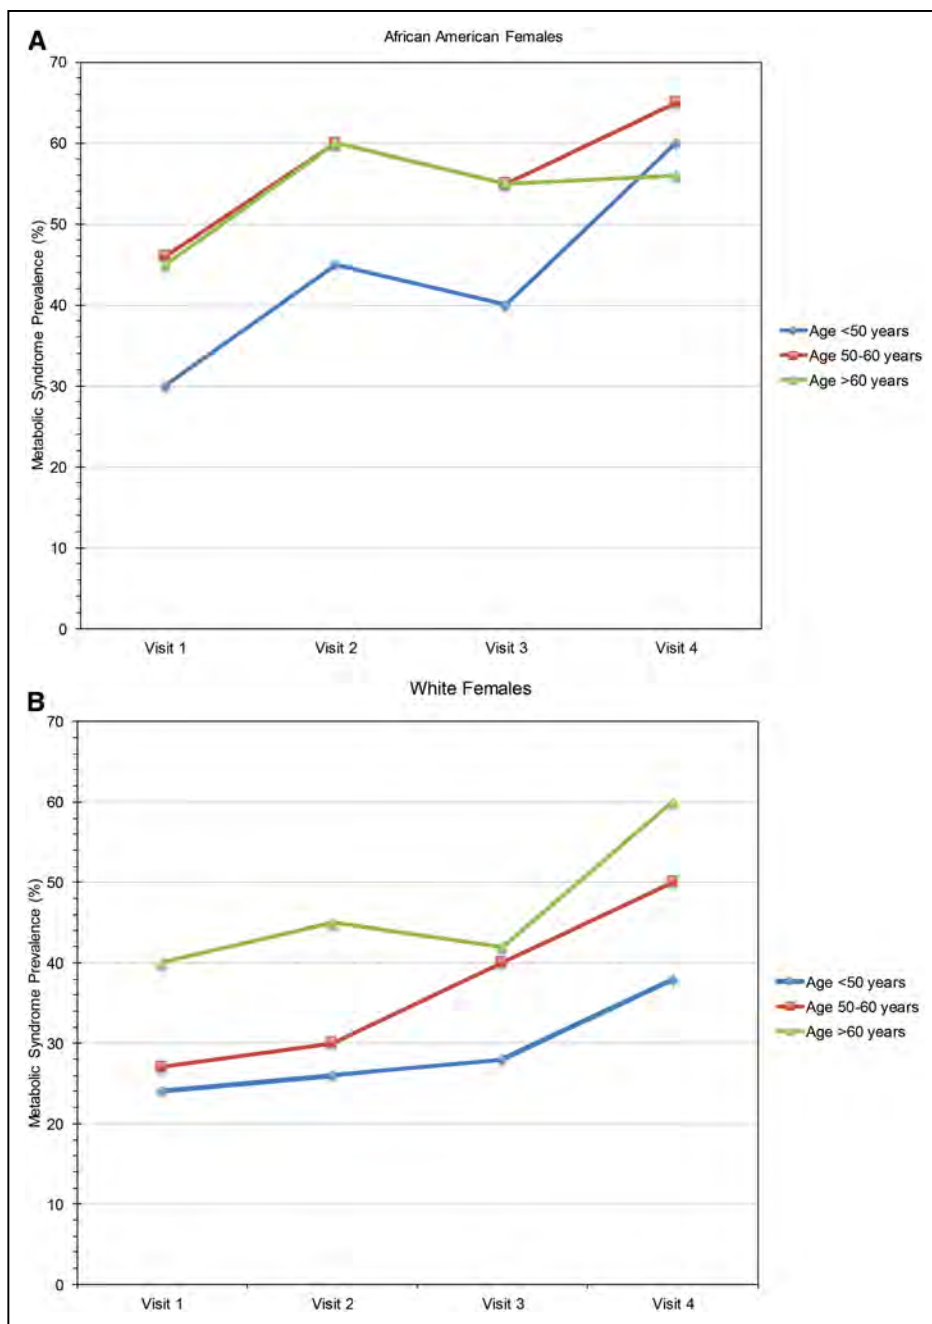 A
African American Females
Metabolic Syndrome Prevalence (%)
70
60
50
40
30
20
10
0
Visit 1 Visit 2 Visit 3 Visit 4
Age <50 years
Age 50-60 years
Age >60 years
B
White Females
Metabolic Syndrome Prevalence (%)
70
60
50
40
30
20
10
0
Visit 1 Visit 2 Visit 3 Visit 4
Age <50 years
Age 50-60 years
Age >60 years